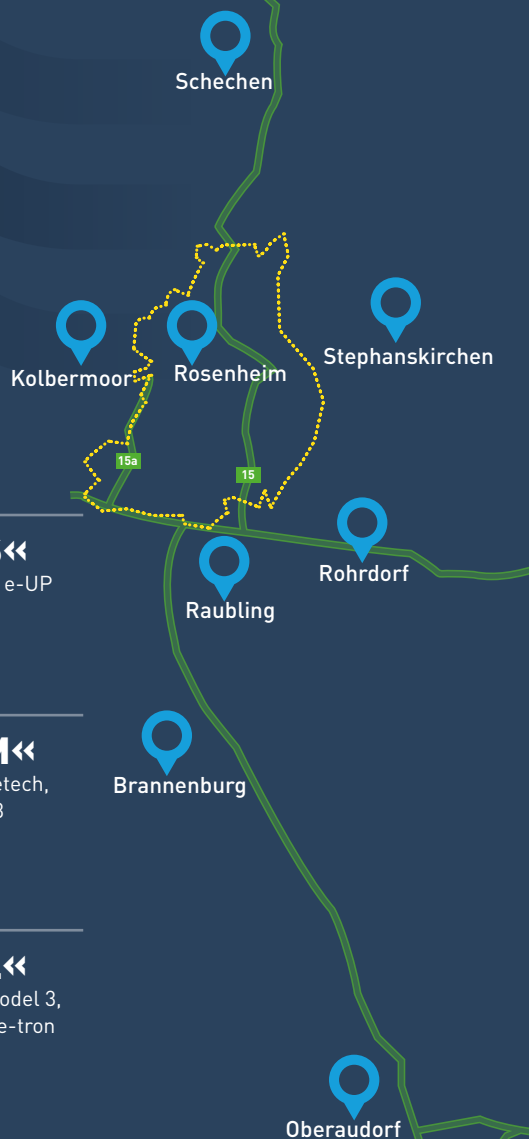 Schechen
Kolbermoor
Rosenheim
Stephanskirchen
15a
15
«
e-UP
Rohrdorf
Raubling
M«
etech,
Brannenburg
«
odel 3,
e-tron
Oberaudorf